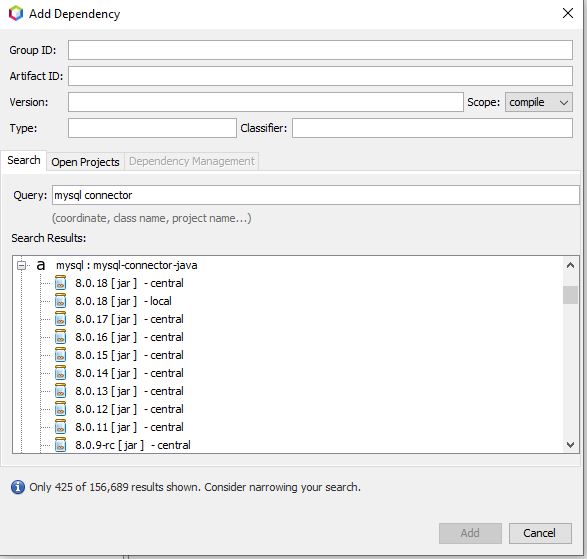 Add Dependency
Group ID:
Artifact ID:
Version: Scope: compile
Type: Classifier:
Search Open Projects Dependency Management
Query: mysql connector
(coordinate, class name, project name...)
Search Results:
a mysql : mysql-connector-java
8.0.18 [ jar ] - central
8.0.18 [ jar ] - local
8.0.17 [ jar ] - central
8.0.16 [ jar ] - central
8.0.15 [ jar ] - central
8.0.14 [ jar ] - central
8.0.13 [ jar ] - central
8.0.12 [ jar ] - central
8.0.11 [ jar ] - central
8.0.9-rc [ jar ] - central
Only 425 of 156,689 results shown. Consider narrowing your search.
Add Cancel